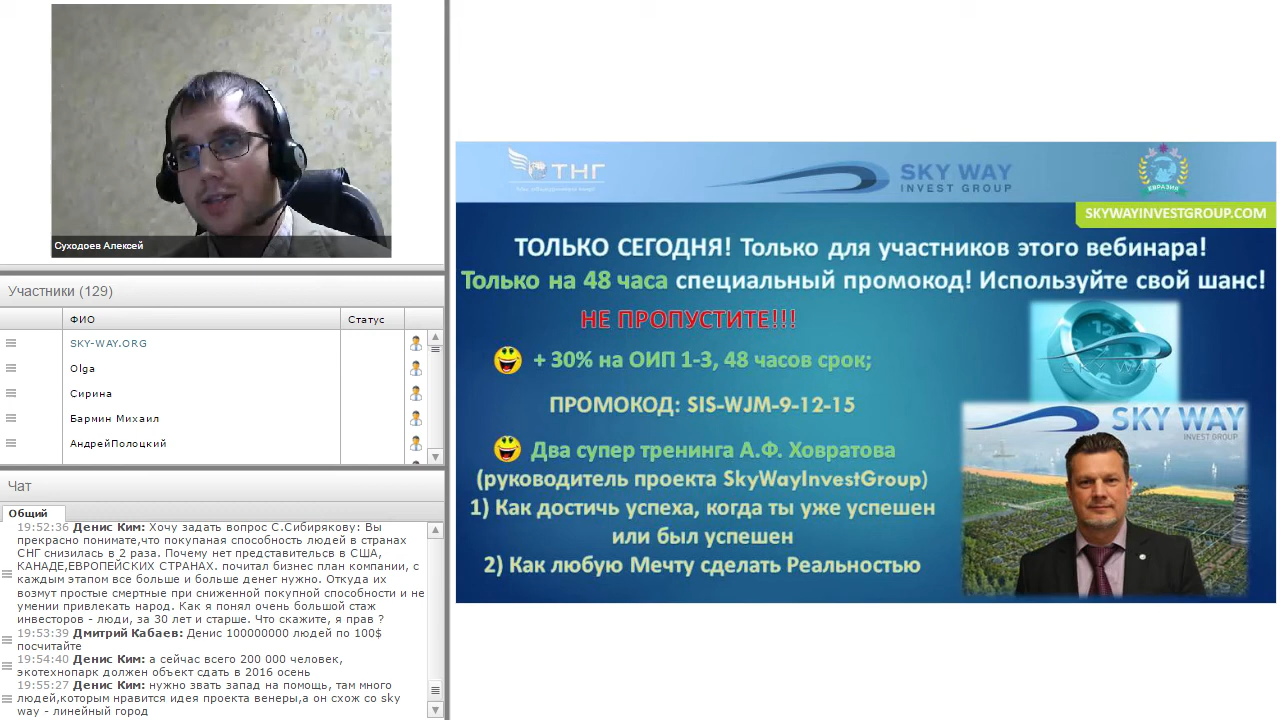 Суходоев Алексей
Участники (129)
ФИО
Статус
SKY-WAY.ORG
Olga
Сирина
Бармин Михаил
АндрейПолоцкий
Чат
Общий
19:52:36 Денис Ким: Хочу задать вопрос С.Сибирякову: Вы
прекрасно понимате,что покупаная способность людей в странах
СНГ снизилась в 2 раза. Почему нет представительсв в США,
КАНАДЕ,ЕВРОПЕЙСКИХ СТРАНАХ. почитал бизнес план компании, с
каждым этапом все больше и больше денег нужно. Откуда их
возмут простые смертные при сниженной покупной способности и не
умении привлекать народ. Как я понял очень большой стаж
инвесторов - люди, за 30 лет и старше. Что скажите, я прав ?
19:53:39 Дмитрий Кабаев: Денис 100000000 людей по 100$
посчитайте
19:54:40 Денис Ким: а сейчас всего 200 000 человек,
экотехнопарк должен объект сдать в 2016 осень
19:55:27 Денис Ким: нужно звать запад на помощь, там много
людей,которым нравится идея проекта венеры,а он схож со sky
way - линейный город
ТНГ
SKY WAY
INVEST GROUP
ЕВРАЗИЯ
SKYWAYINVESTGROUP.COM
ТОЛЬКО СЕГОДНЯ! Только для участников этого вебинара!
Только на 48 часа специальный промокод! Используйте свой шанс!
НЕ ПРОПУСТИТЕ!!!
+ 30% на ОИП 1-3, 48 часов срок;
ПРОМОКОД: SIS-WJM-9-12-15
Два супер тренинга А.Ф. Ховратова
(руководитель проекта SkyWayInvestGroup)
1) Как достичь успеха, когда ты уже успешен
или был успешен
2) Как любую Мечту сделать Реальностью
SKY WAY
SKY WAY
INVEST GROUP